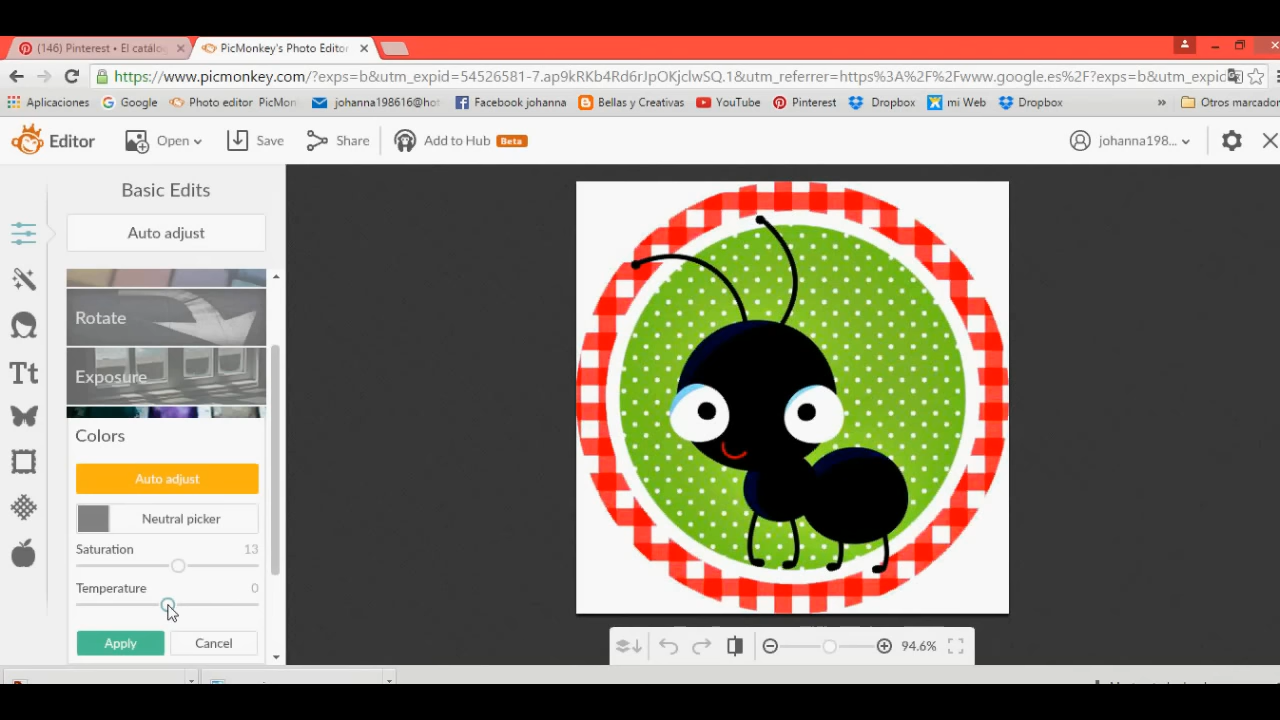 (146) Pinterest • El catálo
PicMonkey's Photo Editor
https://www.picmonkey.com/?exps=b&utm_expid=54526581-7.ap9kRKb4Rd6rJpOKjclwSQ.1&utm_referrer=https%3A%2F%2Fwww.google.es%2F?exps=b&utm_expid
Aplicaciones Google Photo editor PicMon johanna198616@ho Facebook johanna Bellas y Creativas YouTube Pinterest Dropbox mi Web Dropbox » Otros marcador
Editor Open Save Share Add to Hub Beta johanna198...
Basic Edits
Auto adjust
Rotate
Exposure
Colors
Auto adjust
Neutral picker
Saturation 13
Temperature 0
Apply Cancel
94.6%
Tt